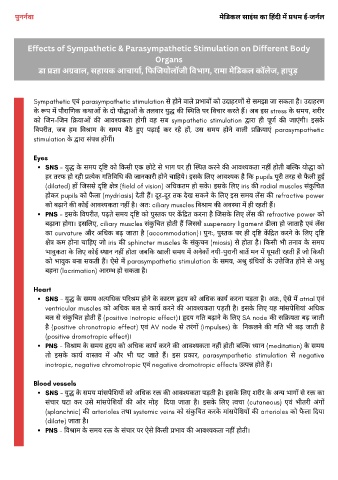 पुनर्नवा
मेडिकल साइंस का हिंदी में प्रथम ई-जर्नल
Effects of Sympathetic & Parasympathetic Stimulation on Different Body
Organs
डा प्रज्ञा अग्रवाल, सहायक आचार्या, फिजियोलॉजी विभाग, रामा मेडिकल कॉलेज, हापुड़
Sympathetic एवं parasympathetic stimulation से होने वाले प्रभावों को उदाहरणों से समझा जा सकता है। उदाहरण
के रूप में पौराणिक कथाओं के दो योद्धाओं के तलवार युद्ध की स्थिति पर विचार करते हैं। अब इस stress के समय, शरीर
को जिन-जिन क्रियाओं की आवश्यकता होगी वह सब sympathetic stimulation द्वारा ही पूर्ण की जाएंगी। इसके
विपरीत, जब हम विश्राम के समय बैठे हुए पढ़ाई कर रहे हों, उस समय होने वाली प्रक्रियाएं parasympathetic
stimulation के द्वारा संपन्न होंगी।
Eyes
SNS – युद्ध के समय दृष्टि को किसी एक छोटे से भाग पर ही स्थिर करने की आवश्यकता नहीं होती बल्कि योद्धा को
हर तरफ हो रही प्रत्येक गतिविधि की जानकारी होने चाहिये। इसके लिए आवश्यक है कि pupils पूरी तरह से फैली हुई
(dilated) हों जिससे दृष्टि क्षेत्र (field of vision) अधिकतम हो सके। इसके लिए iris की radial muscles संकुचित
होकर pupils को फैला (mydriasis) देती हैं। दूर-दूर तक देख सकने के लिए इस समय लेंस की refractive power
को बढ़ाने की कोई आवश्यकता नहीं है। अतः ciliary muscles विश्राम की अवस्था में ही रहती हैं।
PNS – इसके विपरीत, पढ़ते समय दृष्टि को पुस्तक पर केंद्रित करना है जिसके लिए लेंस की refractive power को
बढ़ाना होगा। इसलिए, ciliary muscles संकुचित होती हैं जिससे suspensory ligament ढीला हो जाता है एवं लेंस
का curvature और अधिक बढ़ जाता है (accommodation)। पुनः, पुस्तक पर ही दृष्टि केंद्रित करने के लिए दृष्टि
क्षेत्र कम होना चाहिए जो iris की sphincter muscles के संकुचन (miosis) से होता है। किसी भी तनाव के समय
भावुकता के लिए कोई स्थान नहीं होता जबकि खाली समय में अनेकों नयी-पुरानी बातें मन में घूमती रहती हैं जो किसी
को भावुक बना सकती हैं। ऐसे में parasympathetic stimulation के समय, अश्रु ग्रंथियों के उत्तेजित होने से अश्रु
बहना (lacrimation) आरम्भ हो सकता है।
Heart
SNS – युद्ध के समय अत्यधिक परिश्रम होने के कारण हृदय को अधिक कार्य करना पड़ता है। अतः, ऐसे में atrial एवं
ventricular muscles को अधिक बल से कार्य करने की आवश्यकता पड़ती है। इसके लिए यह मांसपेशियां अधिक
बल से संकुचित होती हैं (positive inotropic effect)। हृदय गति बढ़ाने के लिए SA node की सक्रियता बढ़ जाती
है (positive chronotropic effect) एवं AV node से तरंगों (impulses) के निकलने की गति भी बढ़ जाती है
(positive dromotropic effect)।
PNS – विश्राम के समय हृदय को अधिक कार्य करने की आवश्यकता नहीं होती बल्कि ध्यान (meditation) के समय
तो इसके कार्य वास्तव में और भी घट जाते हैं। इस प्रकार, parasympathetic stimulation से negative
inotropic, negative chronotropic एवं negative dromotropic effects उत्पन्न होते हैं।
Blood vessels
SNS – युद्ध के समय मांसपेशियों को अधिक रक्त की आवश्यकता पड़ती है। इसके लिए शरीर के अन्य भागों से रक्त का
संचार घटा कर उसे मांसपेशियों की ओर मोड़ दिया जाता है। इसके लिए त्वचा (cutaneous) एवं भीतरी अंगों
(splanchnic) की arterioles तथा systemic veins को संकुचित करके मांसपेशियों की arterioles को फैला दिया
(dilate) जाता है।
PNS – विश्राम के समय रक्त के संचार पर ऐसे किसी प्रभाव की आवश्यकता नहीं होती।